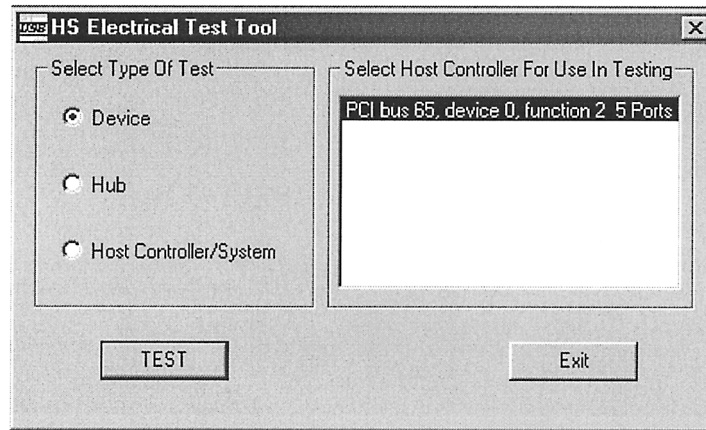 USB HS Electrical Test Tool
Select Type Of Test
Device
Hub
Host Controller/System
Select Host Controller For Use In Testing
PCI bus 65, device 0, function 2 5 Ports
TEST
Exit